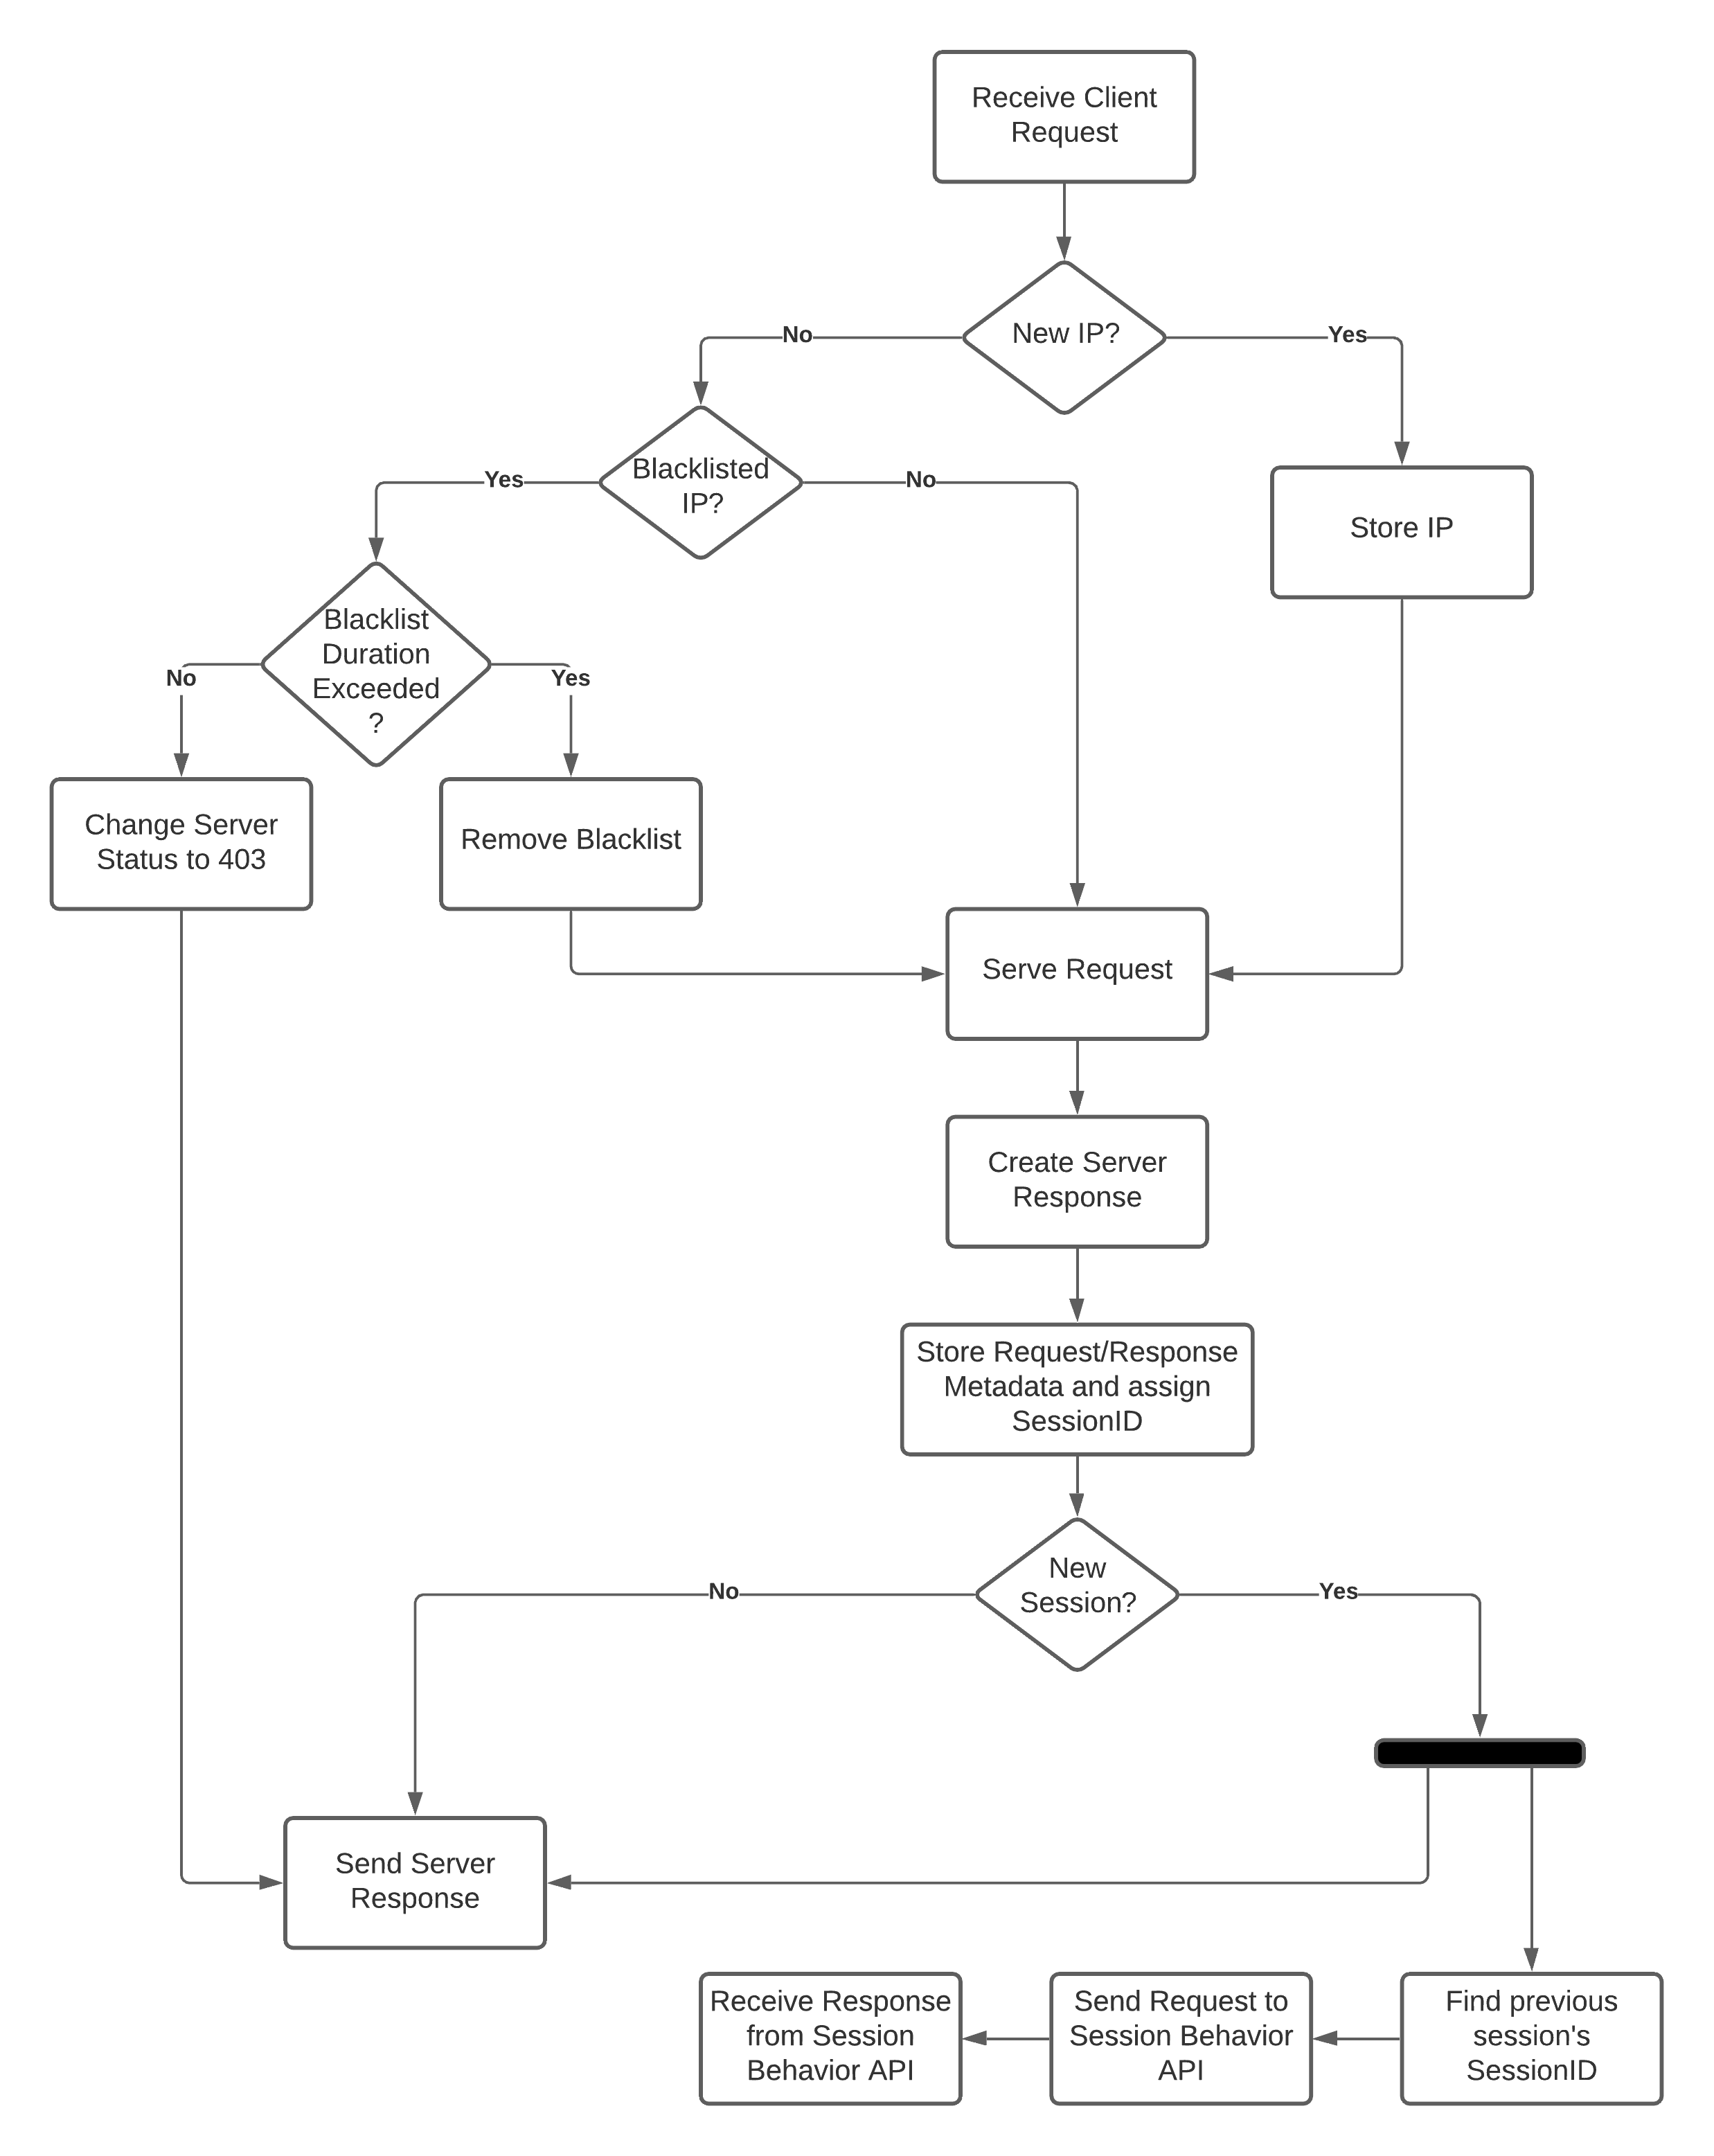 Receive Client
Request
New IP?
No
Yes
Blacklisted
IP?
Yes
No
Store IP
Blacklist
Duration
Exceeded
?
No
Yes
Change Server
Status to 403
Remove Blacklist
Serve Request
Create Server
Response
Store Request/Response
Metadata and assign
SessionID
New
Session?
No
Yes
Send Server
Response
Receive Response
from Session
Behavior API
Send Request to
Session Behavior
API
Find previous
session's
SessionID